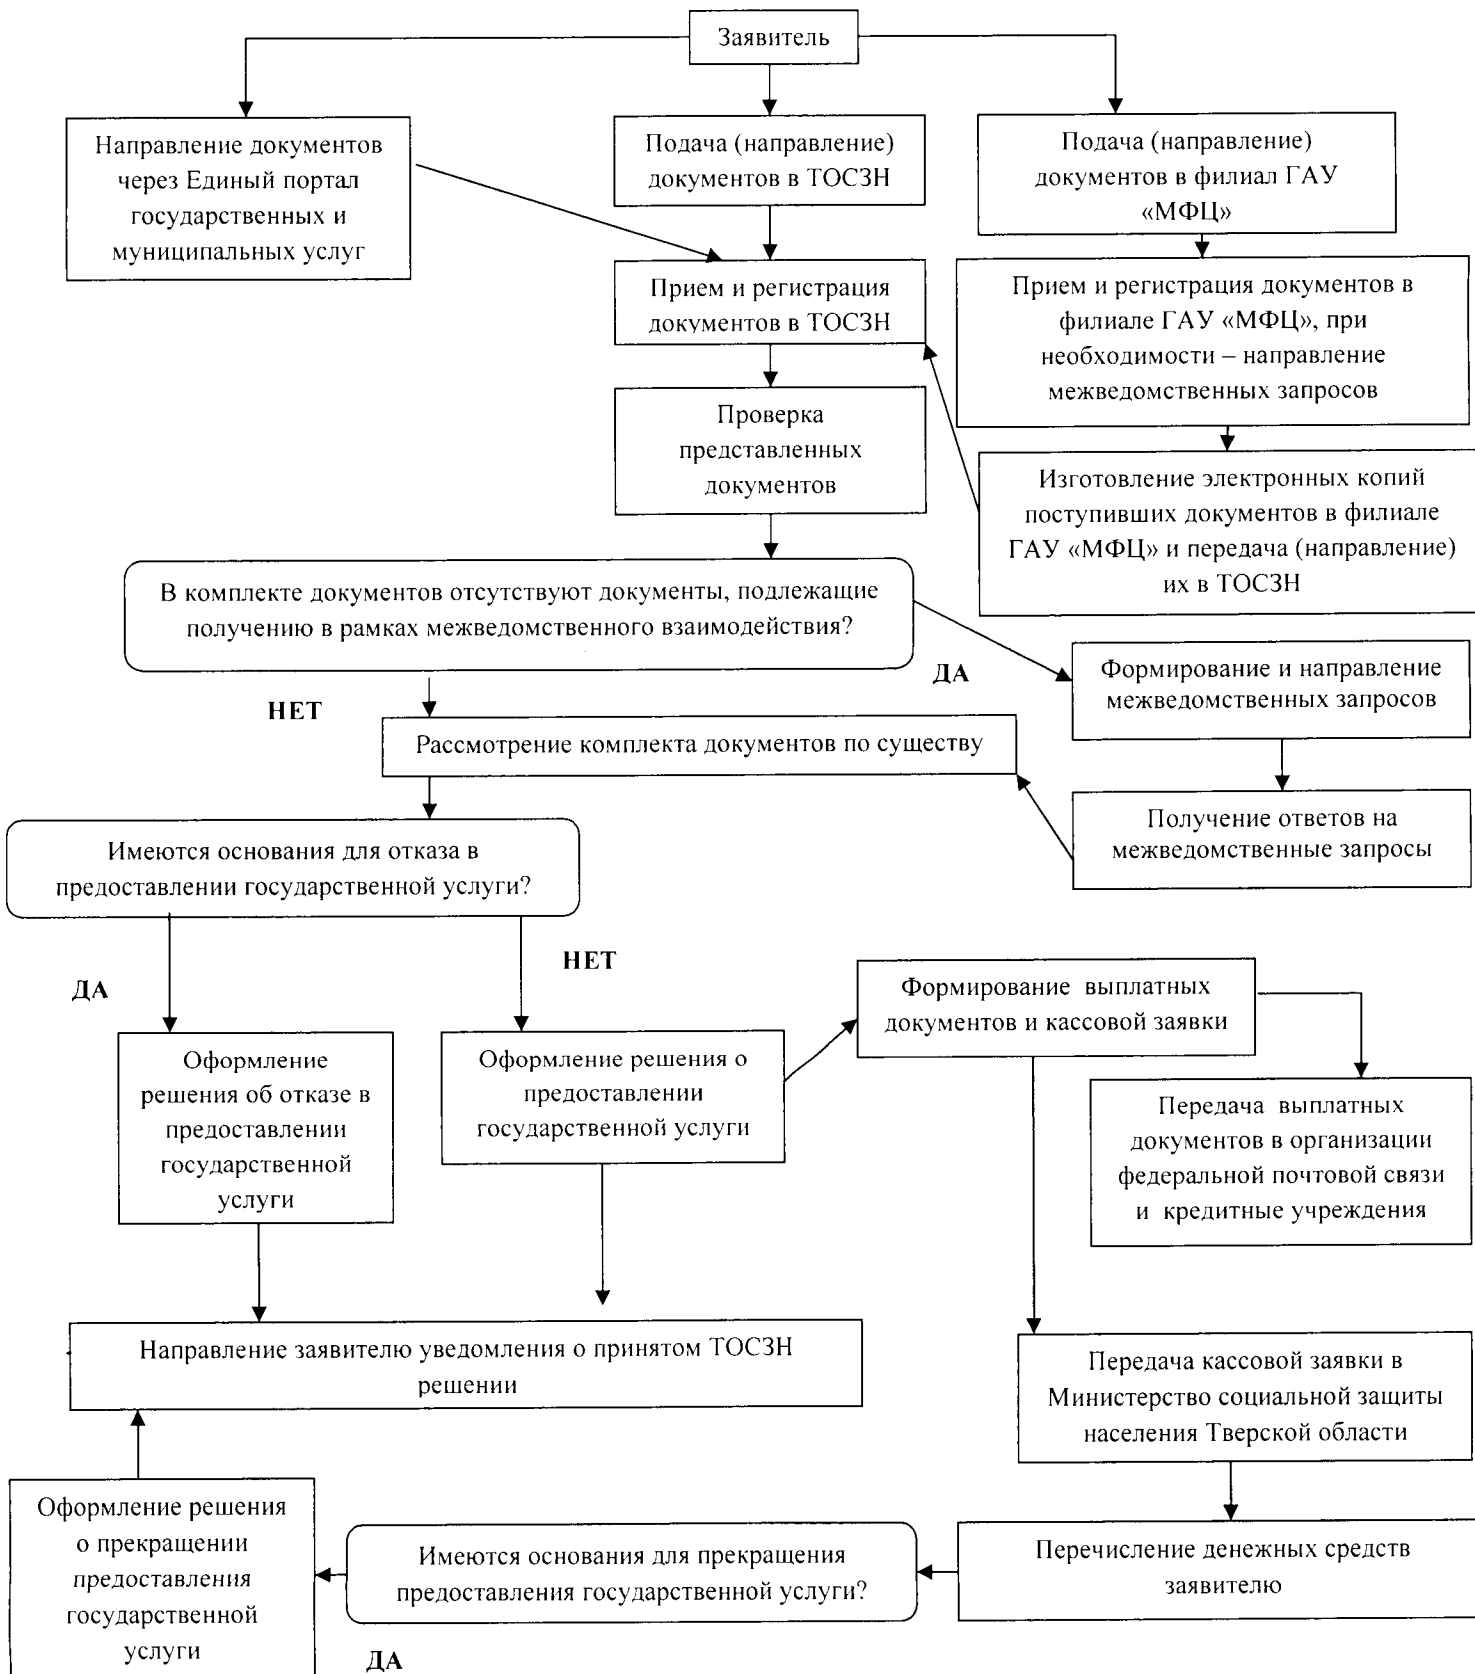 Заявитель
Направление документов
через Единый портал
государственных и
муниципальных услуг
Подача (направление)
документов в ТОСЗН
Подача (направление)
документов в филиал ГАУ
«МФЦ»
Прием и регистрация
документов в ТОСЗН
Прием и регистрация документов в
филиале ГАУ «МФЦ», при
необходимости – направление
межведомственных запросов
Проверка
представленных
документов
Изготовление электронных копий
поступивших документов в филиале
ГАУ «МФЦ» и передача (направление)
их в ТОСЗН
В комплекте документов отсутствуют документы, подлежащие
получению в рамках межведомственного взаимодействия?
ДА
Формирование и направление
межведомственных запросов
НЕТ
Рассмотрение комплекта документов по существу
Получение ответов на
межведомственные запросы
Имеются основания для отказа в
предоставлении государственной услуги?
ДА
НЕТ
Формирование выплатных
документов и кассовой заявки
Оформление
решения об отказе в
предоставлении
государственной
услуги
Оформление решения о
предоставлении
государственной услуги
Передача выплатных
документов в организации
федеральной почтовой связи
и кредитные учреждения
Направление заявителю уведомления о принятом ТОСЗН
решении
Передача кассовой заявки в
Министерство социальной защиты
населения Тверской области
Оформление решения
о прекращении
предоставления
государственной
услуги
Имеются основания для прекращения
предоставления государственной услуги?
Перечисление денежных средств
заявителю
ДА